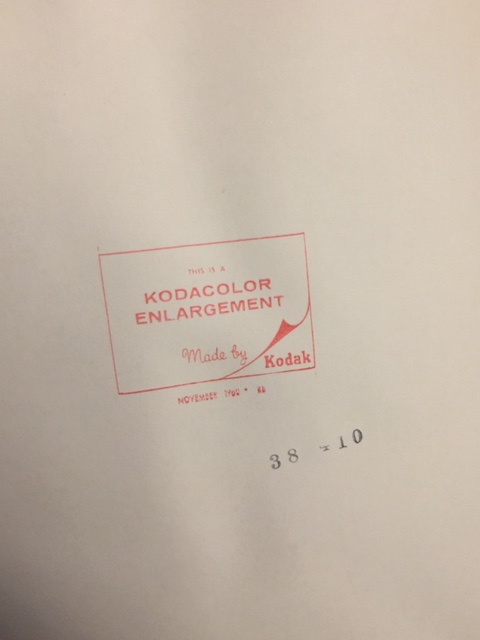 THIS IS A
KODACOLOR
ENLARGEMENT
Made by
Kodak
NOVEMBER
38 10